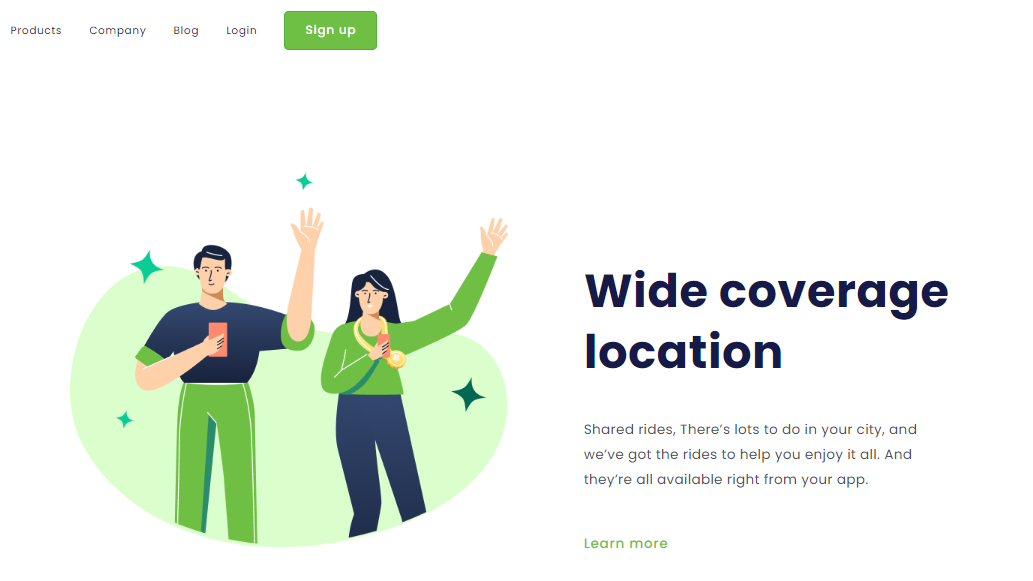 Products Company Blog Login Sign up
Wide coverage
location
Shared rides, There’s lots to do in your city, and
we’ve got the rides to help you enjoy it all. And
they’re all available right from your app.
Learn more